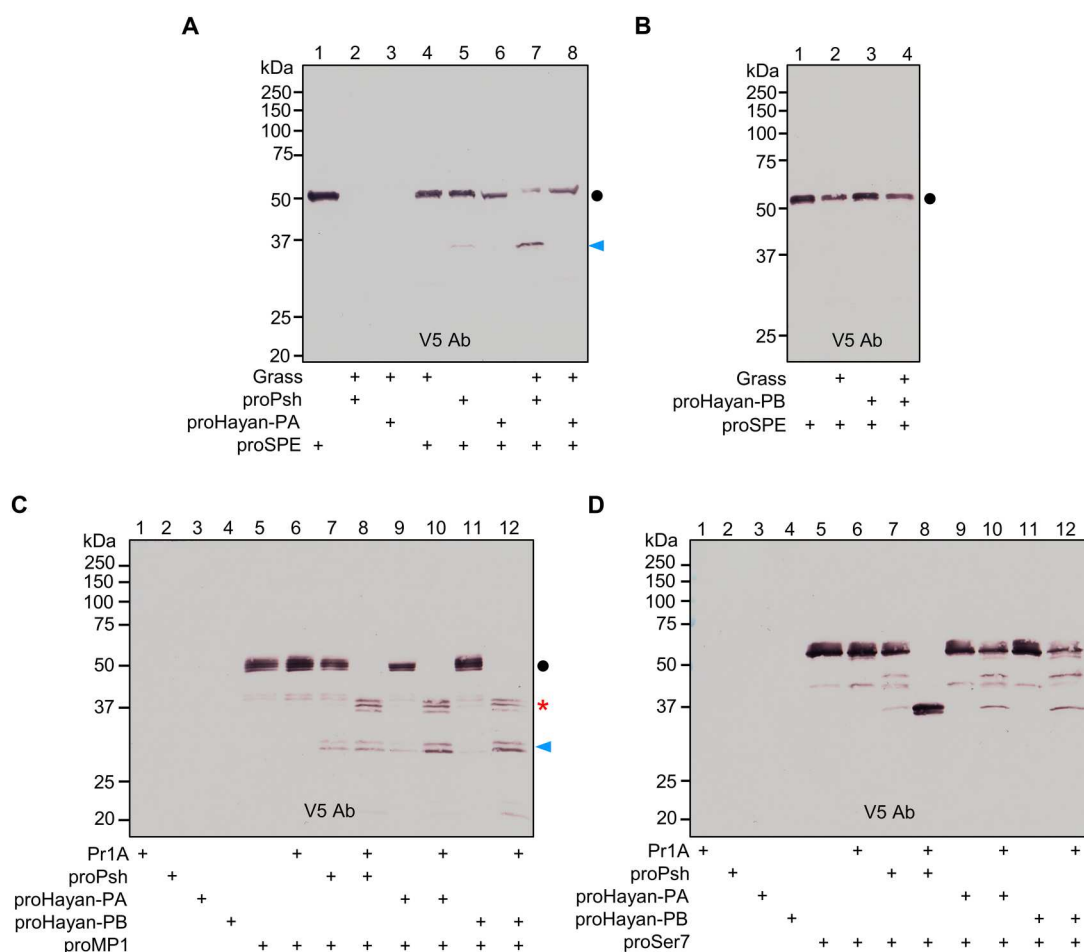 A
B
1 2 3 4 5 6 7 8
1 2 3 4
kDa
250
150
100
75
50
37
25
20
V5 Ab
kDa
250
150
100
75
50
37
25
V5 Ab
Grass + + + + +
proPsh + + +
proHayan-PA + + +
proSPE + + + + + +
Grass + +
proHayan-PB + +
proSPE + + + +
C
D
1 2 3 4 5 6 7 8 9 10 11 12
1 2 3 4 5 6 7 8 9 10 11 12
kDa
250
150
100
75
50
37
25
20
*
V5 Ab
kDa
250
150
100
75
50
37
25
20
V5 Ab
Pr1A + + + + +
proPsh + + +
proHayan-PA + + +
proHayan-PB + + +
proMP1 + + + + + + + +
Pr1A + + + + +
proPsh + + +
proHayan-PA + + +
proHayan-PB + + +
proSer7 + + + + + + + +